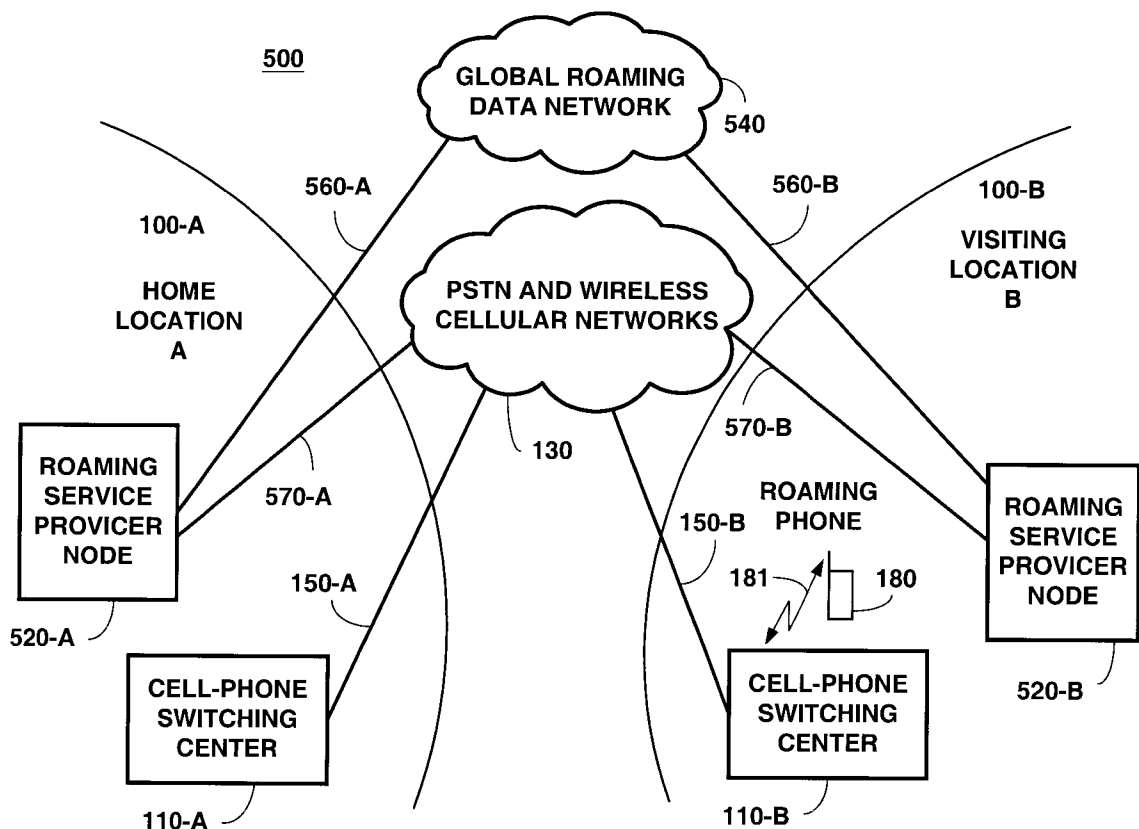 500
GLOBAL ROAMING
DATA NETWORK
540
560-A
560-B
100-A
100-B
HOME
LOCATION
A
PSTN AND WIRELESS
CELLULAR NETWORKS
VISITING
LOCATION
B
570-A
130
570-B
ROAMING
SERVICE
PROVICER
NODE
520-A
150-A
150-B
ROAMING
PHONE
181
180
ROAMING
SERVICE
PROVICER
NODE
520-B
CELL-PHONE
SWITCHING
CENTER
110-A
CELL-PHONE
SWITCHING
CENTER
110-B